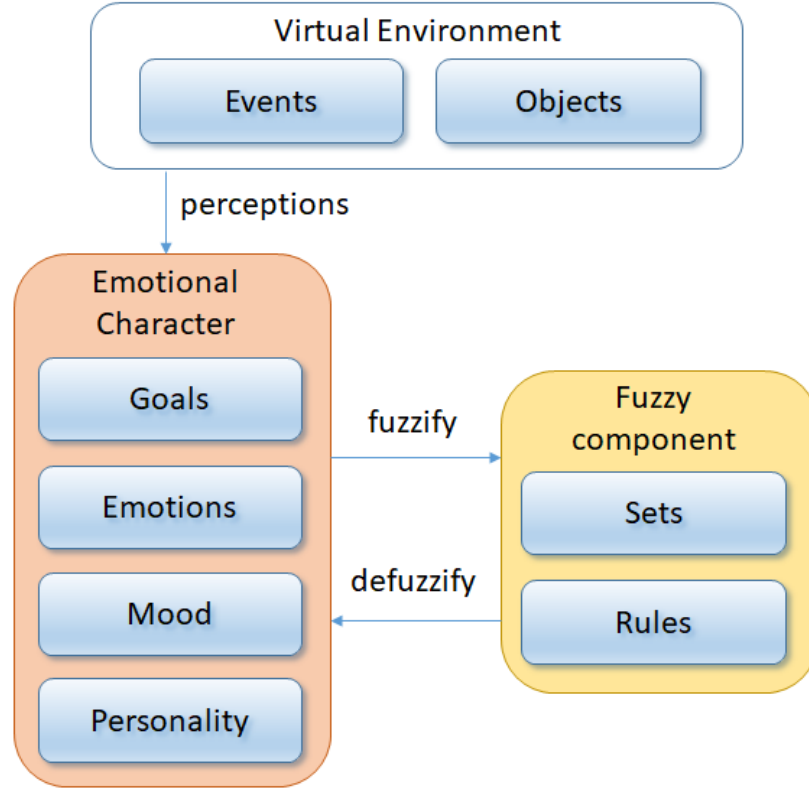 Virtual Environment
Events
Objects
perceptions
Emotional
Character
Goals
Emotions
Mood
Personality
fuzzify
defuzzify
Fuzzy
component
Sets
Rules